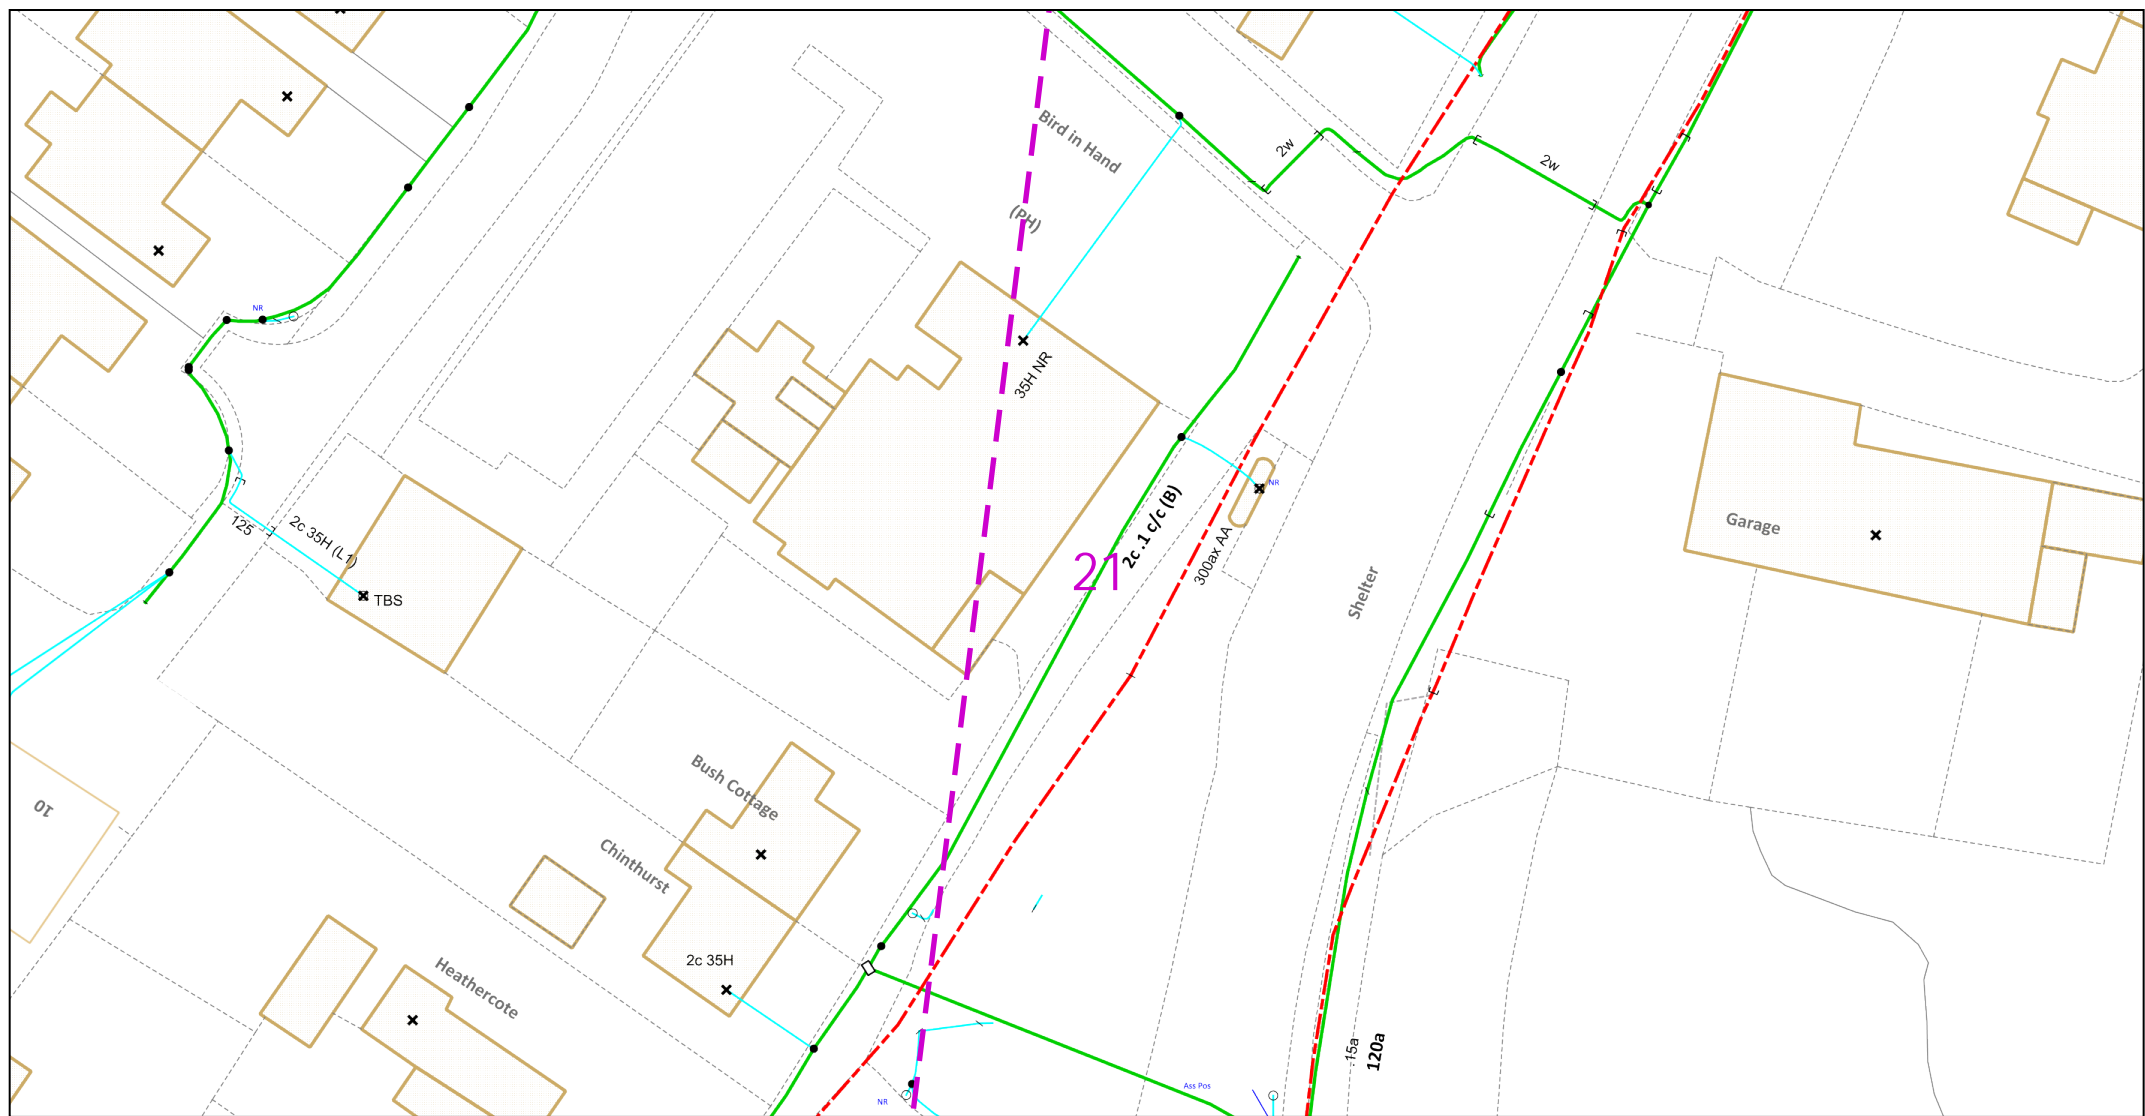 Bird in Hand
2w
2w
(PH)
NR
35H NR
NR
125
2c 35H (L1)
2c .1 c/c (B)
Garage
300ax AA
21
TBS
Shelter
Bush Cottage
10
Chinthurst
2c 35H
Heathercote
.15a
120a
Ass Pos
NR